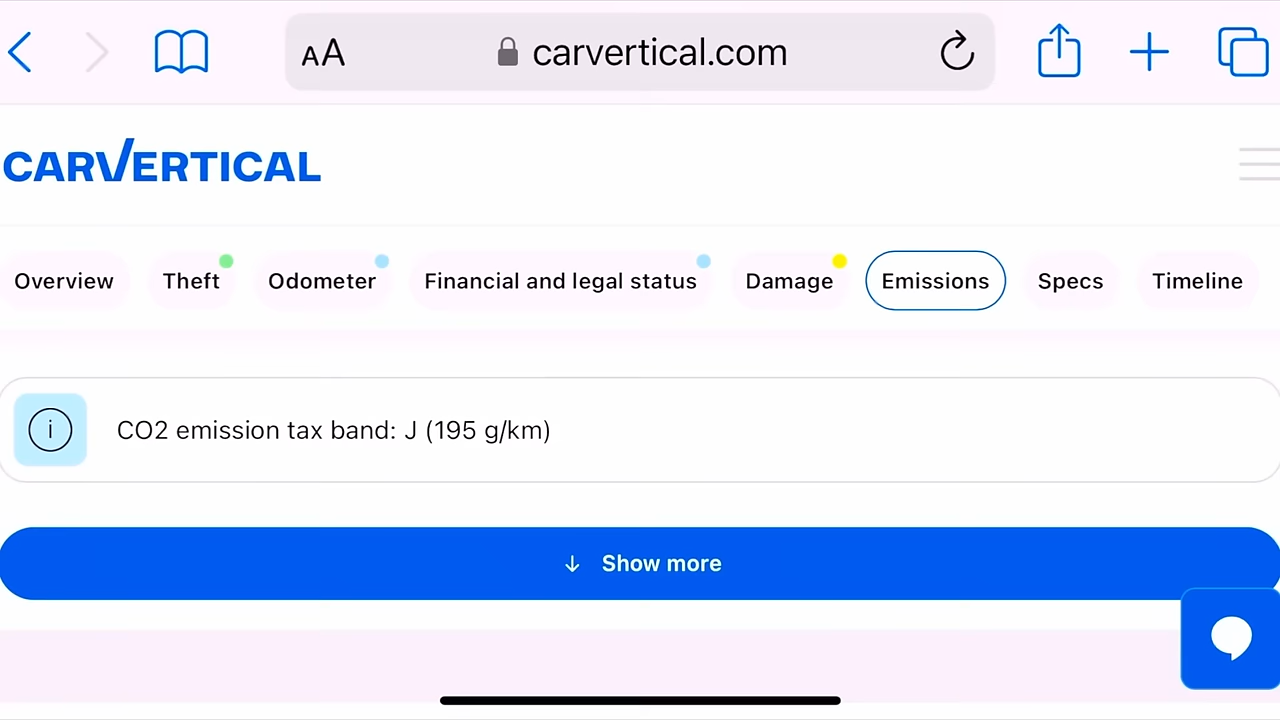 AA carvertical.com
CARVERTICAL
Overview Theft Odometer Financial and legal status Damage Emissions Specs Timeline
i CO2 emission tax band: J (195 g/km)
↓ Show more